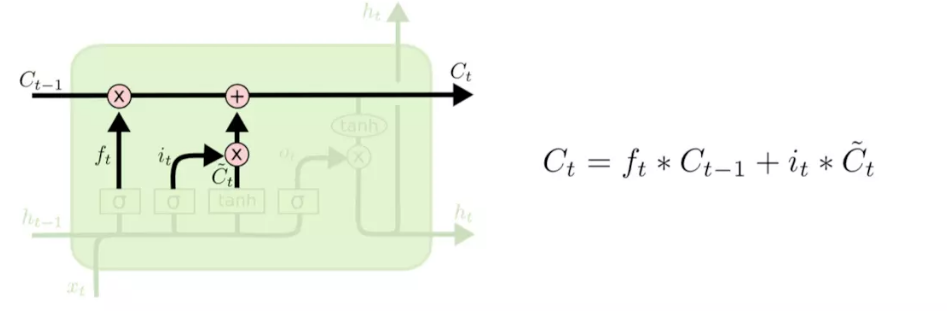 h_t
C_{t-1}
C_t
x
+
tanh
f_t
i_t
x
o_t
x
C̃_t
σ
σ
tanh
σ
h_{t-1}
h_t
x_t
C_t = f_t * C_{t-1} + i_t * C̃_t